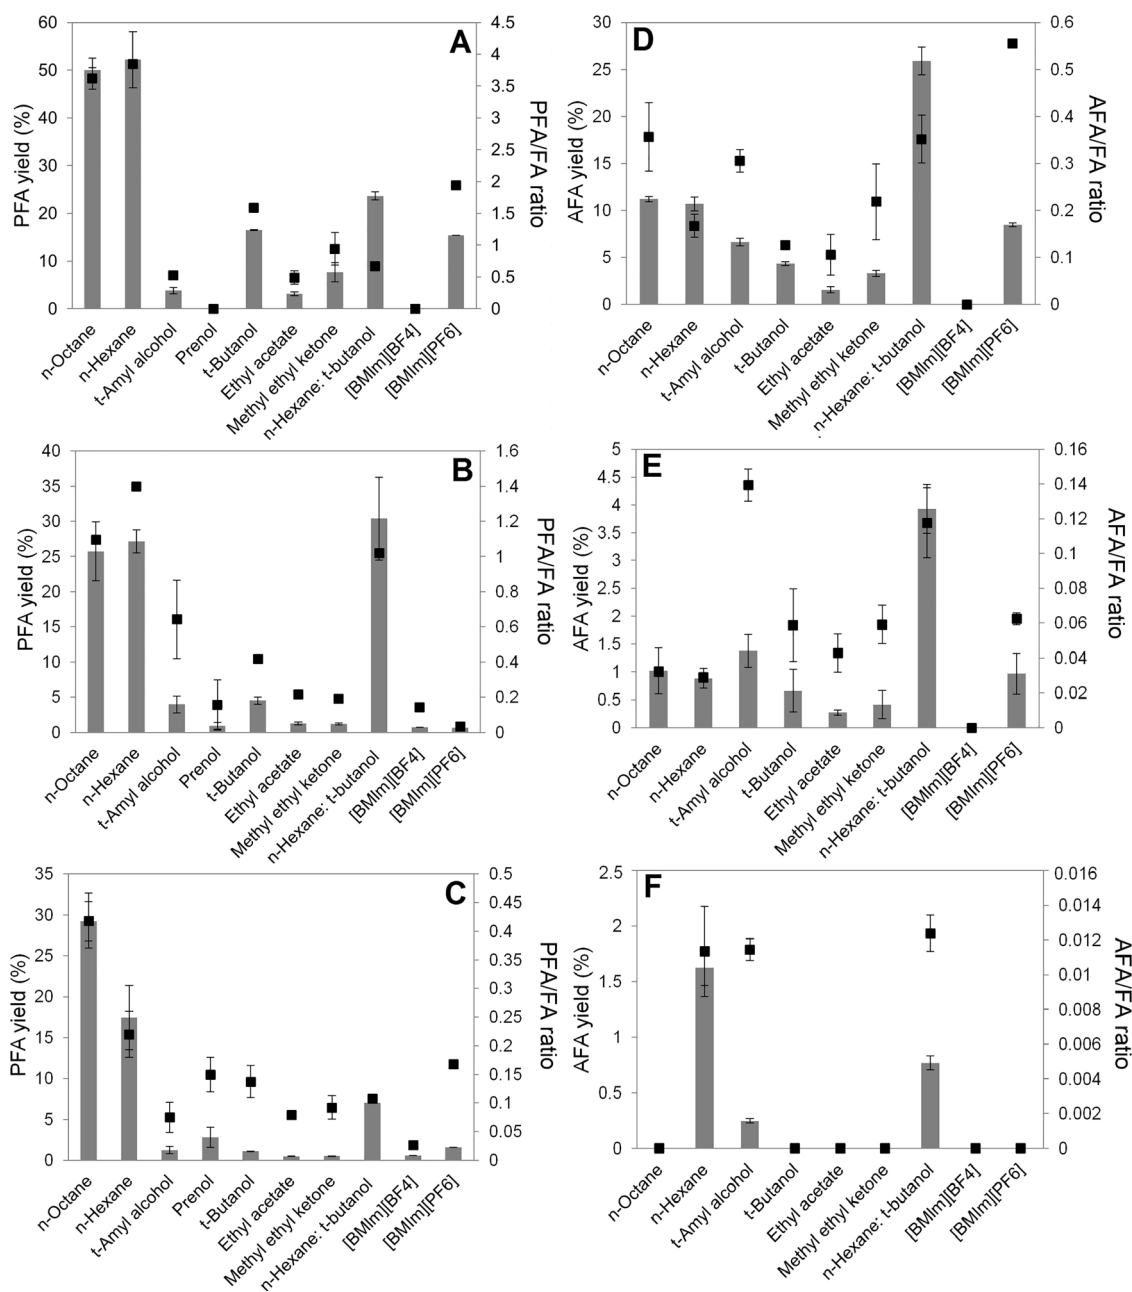 A
PFA yield (%)
60
50
40
30
20
10
0
4.5
4
3.5
3
2.5
2
1.5
1
0.5
0
PFA/FA ratio
n-Octane
n-Hexane
t-Amyl alcohol
Prenol
t-Butanol
Ethyl acetate
Methyl ethyl ketone
n-Hexane: t-butanol
[BMIm][BF4]
[BMIm][PF6]
D
AFA yield (%)
30
25
20
15
10
5
0
0.6
0.5
0.4
0.3
0.2
0.1
0
AFA/FA ratio
n-Octane
n-Hexane
t-Amyl alcohol
t-Butanol
Ethyl acetate
Methyl ethyl ketone
n-Hexane: t-butanol
[BMIm][BF4]
[BMIm][PF6]
B
PFA yield (%)
40
35
30
25
20
15
10
5
0
1.6
1.4
1.2
1
0.8
0.6
0.4
0.2
0
PFA/FA ratio
n-Octane
n-Hexane
t-Amyl alcohol
Prenol
t-Butanol
Ethyl acetate
Methyl ethyl ketone
n-Hexane: t-butanol
[BMIm][BF4]
[BMIm][PF6]
E
AFA yield (%)
5
4.5
4
3.5
3
2.5
2
1.5
1
0.5
0
0.16
0.14
0.12
0.1
0.08
0.06
0.04
0.02
0
AFA/FA ratio
n-Octane
n-Hexane
t-Amyl alcohol
t-Butanol
Ethyl acetate
Methyl ethyl ketone
n-Hexane: t-butanol
[BMIm][BF4]
[BMIm][PF6]
C
PFA yield (%)
35
30
25
20
15
10
5
0
0.5
0.45
0.4
0.35
0.3
0.25
0.2
0.15
0.1
0.05
0
PFA/FA ratio
n-Octane
n-Hexane
t-Amyl alcohol
Prenol
t-Butanol
Ethyl acetate
Methyl ethyl ketone
n-Hexane: t-butanol
[BMIm][BF4]
[BMIm][PF6]
F
AFA yield (%)
2.5
2
1.5
1
0.5
0
0.016
0.014
0.012
0.01
0.008
0.006
0.004
0.002
0
AFA/FA ratio
n-Octane
n-Hexane
t-Amyl alcohol
t-Butanol
Ethyl acetate
Methyl ethyl ketone
n-Hexane: t-butanol
[BMIm][BF4]
[BMIm][PF6]